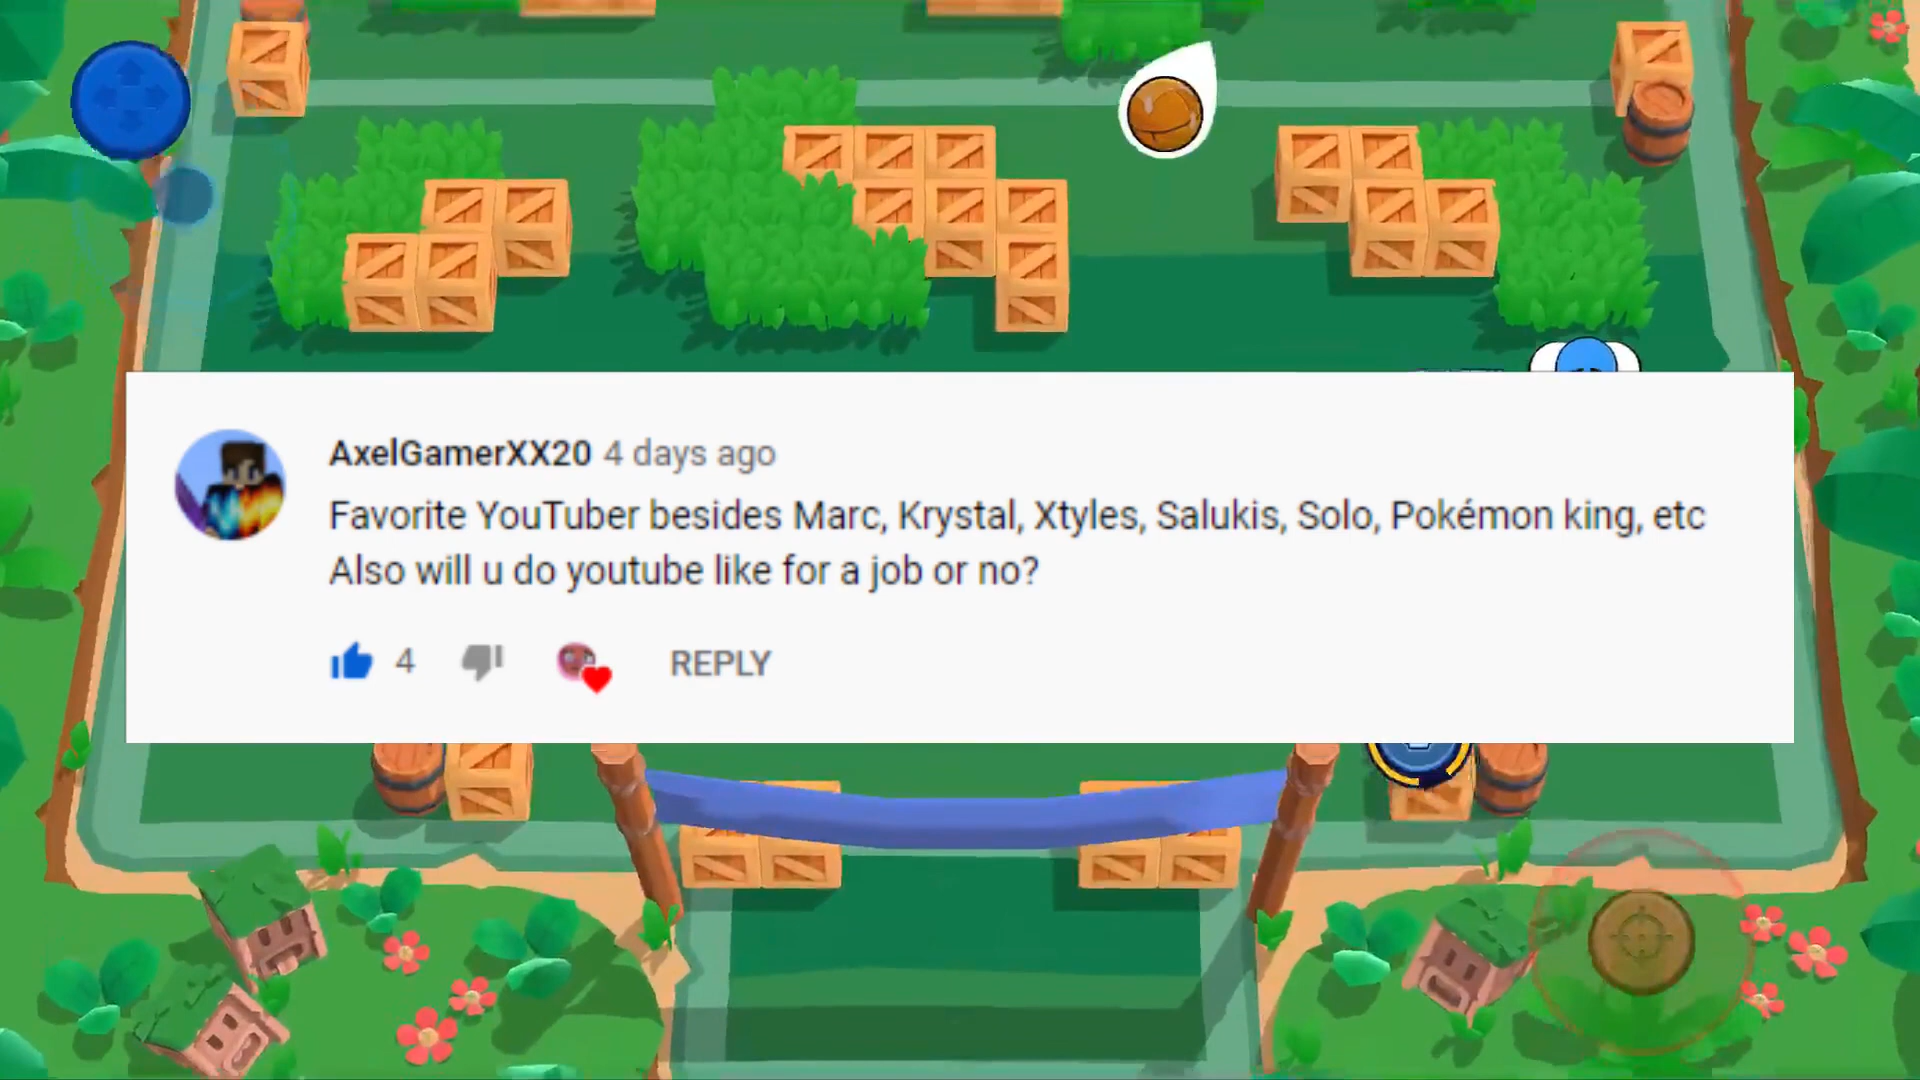 AxelGamerXX20 4 days ago
Favorite YouTuber besides Marc, Krystal, Xtyles, Salukis, Solo, Pokémon king, etc
Also will u do youtube like for a job or no?
4
REPLY